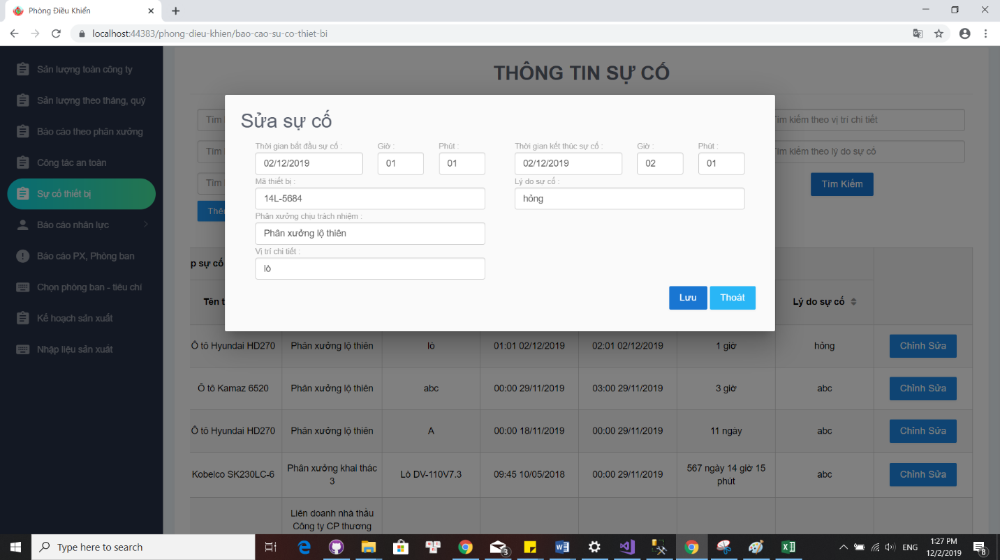 Phòng Điều Khiển
localhost:44383/phong-dieu-khien/bao-cao-su-co-thiet-bi
Sản lượng toàn công ty
Sản lượng theo tháng, quý
Báo cáo theo phân xưởng
Công tác an toàn
Sự cố thiết bị
Báo cáo nhân lực
Báo cáo PX, Phòng ban
Chọn phòng ban - tiêu chí
Kế hoạch sản xuất
Nhập liệu sản xuất
THÔNG TIN SỰ CỐ
Tìm
Tìm kiếm theo vị trí chi tiết
Tìm
Tìm kiếm theo lý do sự cố
Tìm
Tìm Kiếm
Sửa sự cố
Thời gian bắt đầu sự cố : Giờ : Phút : Thời gian kết thúc sự cố : Giờ : Phút :
02/12/2019 01 01 02/12/2019 02 01
Mã thiết bị : Lý do sự cố :
14L-5684 hỏng
Phân xưởng chịu trách nhiệm :
Phân xưởng lộ thiên
Vị trí chi tiết :
lò
Lưu Thoát
p sự cố
Tên t Lý do sự cố
Ô tô Hyundai HD270 Phân xưởng lộ thiên lò 01:01 02/12/2019 02:01 02/12/2019 1 giờ hỏng Chỉnh Sửa
Ô tô Kamaz 6520 Phân xưởng lộ thiên abc 00:00 29/11/2019 03:00 29/11/2019 3 giờ abc Chỉnh Sửa
Ô tô Hyundai HD270 Phân xưởng lộ thiên A 00:00 18/11/2019 00:00 29/11/2019 11 ngày abc Chỉnh Sửa
Kobelco SK230LC-6 Phân xưởng khai thác 3 Lò DV-110V7.3 09:45 10/05/2018 00:00 29/11/2019 567 ngày 14 giờ 15 phút abc Chỉnh Sửa
Liên doanh nhà thầu
Công ty CP thương
Type here to search
3
ENG
1:27 PM
12/2/2019
8